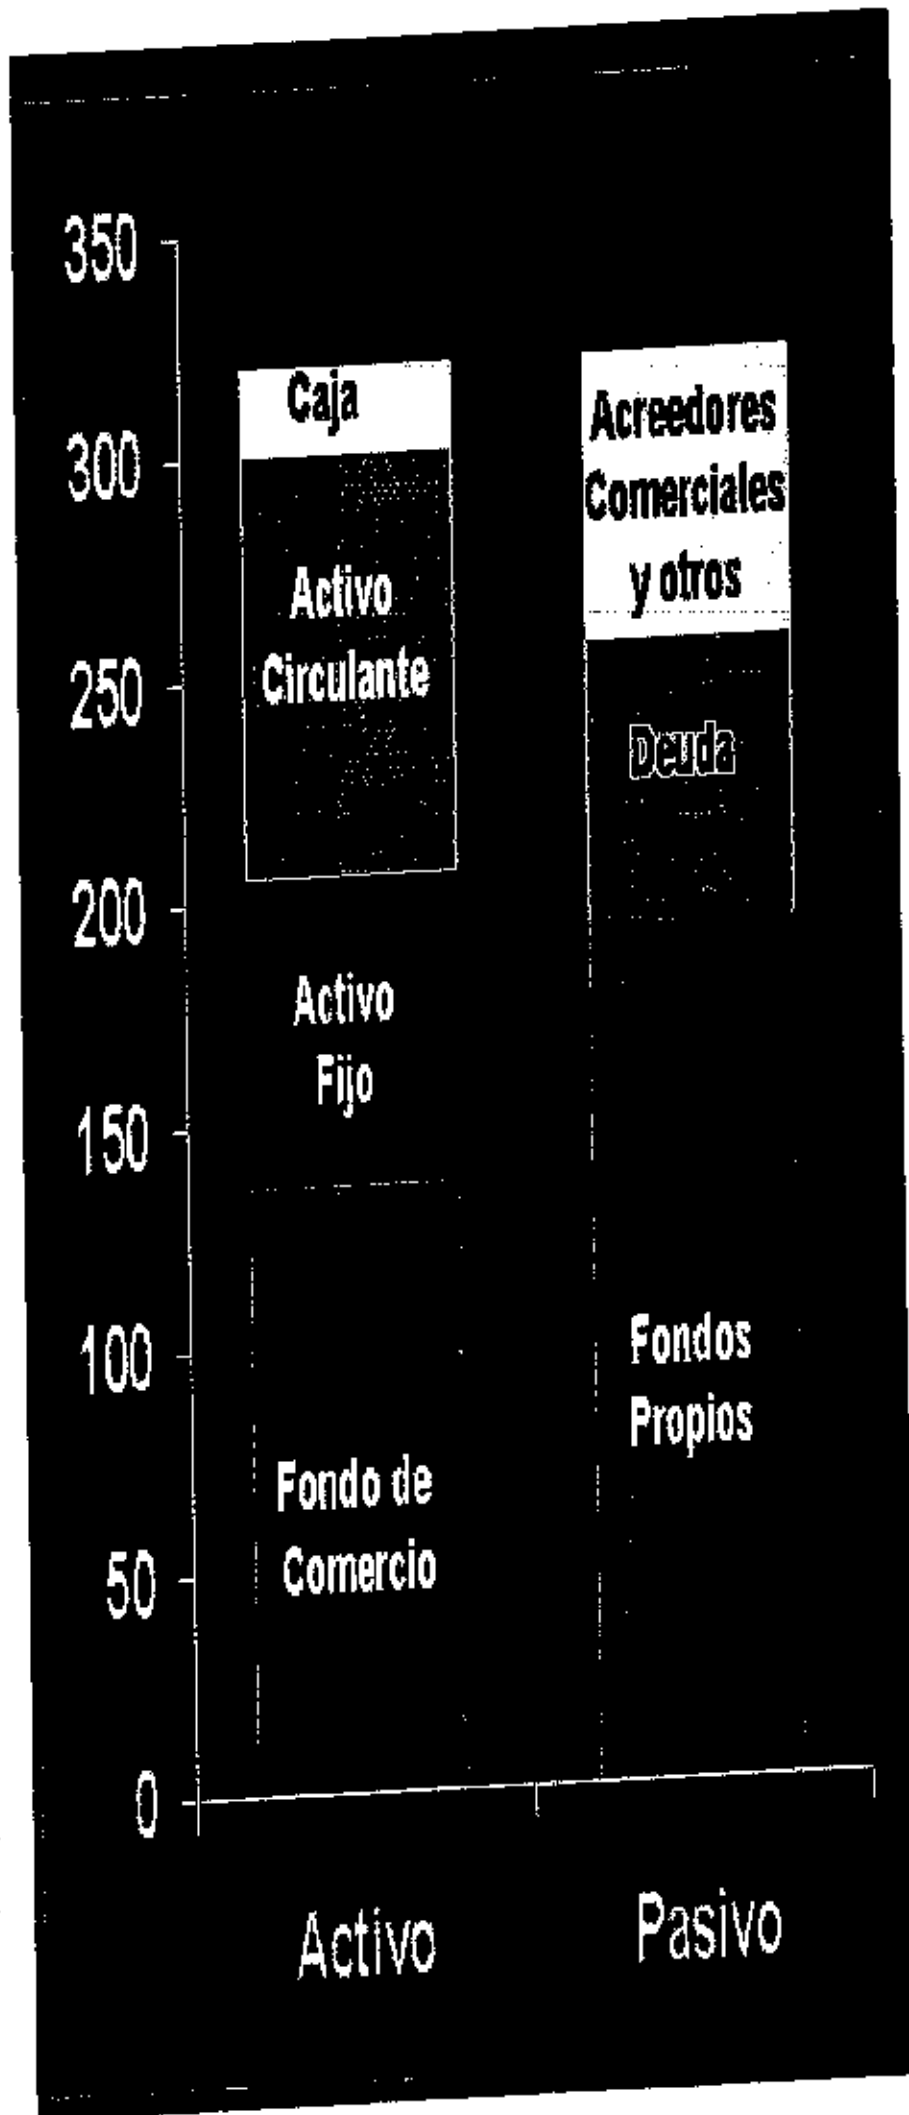 350
300
250
200
150
100
50
0
Caja
Activo
Circulante
Activo
Fijo
Fondo de
Comercio
Acreedores
Comerciales
y otros
Deuda
Fondos
Propios
Activo
Pasivo